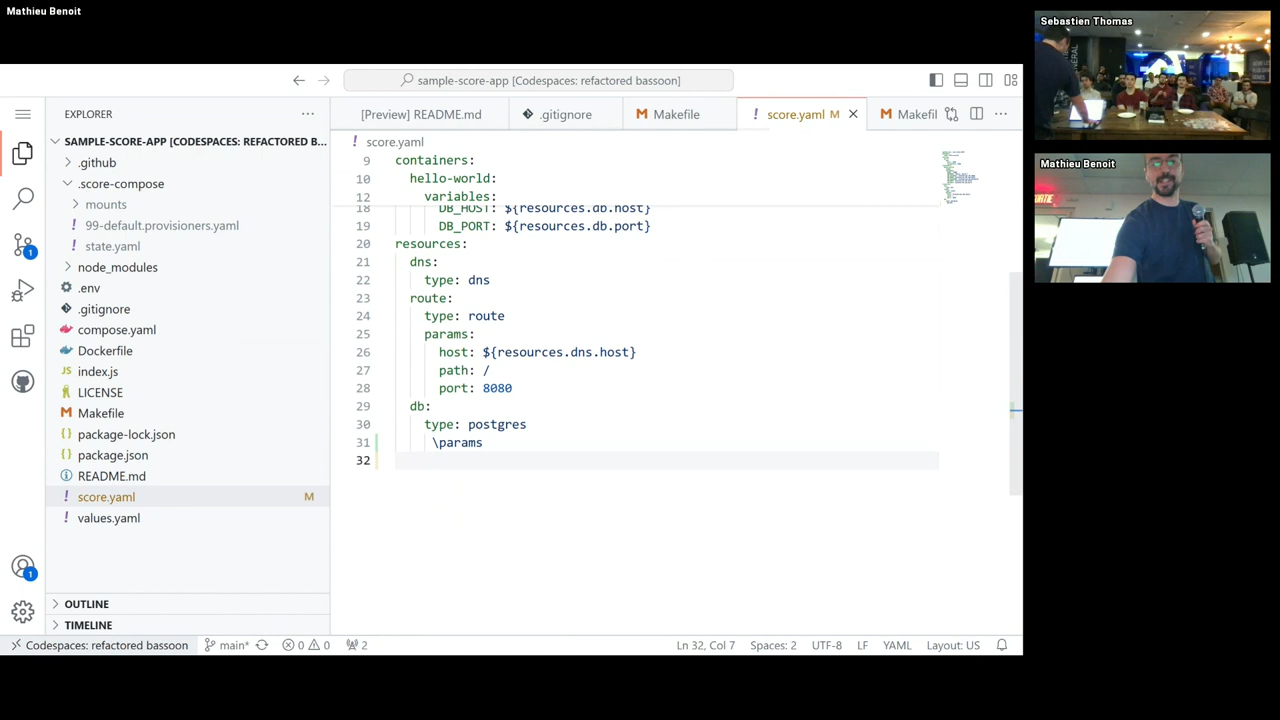 Mathieu Benoit
sample-score-app [Codespaces: refactored bassoon]
EXPLORER
SAMPLE-SCORE-APP [CODESPACES: REFACTORED B...
.github
.score-compose
mounts
99-default.provisioners.yaml
state.yaml
node_modules
.env
.gitignore
compose.yaml
Dockerfile
index.js
LICENSE
Makefile
package-lock.json
package.json
README.md
score.yaml M
values.yaml
OUTLINE
TIMELINE
1
1
[Preview] README.md
.gitignore
Makefile
score.yaml M
Makefil
score.yaml
9 containers:
10 hello-world:
12 variables:
18 DB_HOST: ${resources.db.host}
19 DB_PORT: ${resources.db.port}
20 resources:
21 dns:
22 type: dns
23 route:
24 type: route
25 params:
26 host: ${resources.dns.host}
27 path: /
28 port: 8080
29 db:
30 type: postgres
31 \params
32
Codespaces: refactored bassoon main* 0 0 2 Ln 32, Col 7 Spaces: 2 UTF-8 LF YAML Layout: US
Sebastien Thomas
Mathieu Benoit